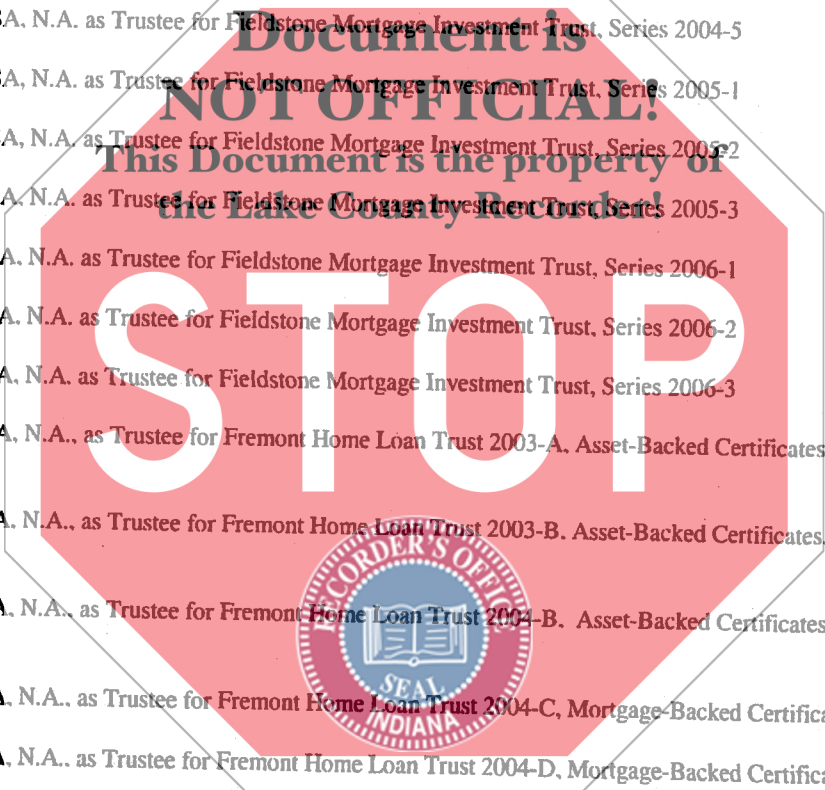 A, N.A. as Trustee for Fieldstone Mortgage Investment Trust, Series 2004-5
Document is
A, N.A. as Trustee for Fieldstone Mortgage Investment Trust, Series 2005-1
NOT OFFICIAL!
A, N.A. as Trustee for Fieldstone Mortgage Investment Trust, Series 2005-2
This Document is the property of
A, N.A. as Trustee for Fieldstone Mortgage Investment Trust, Series 2005-3
the Lake County Recorder!
A, N.A. as Trustee for Fieldstone Mortgage Investment Trust, Series 2006-1
A, N.A. as Trustee for Fieldstone Mortgage Investment Trust, Series 2006-2
A, N.A. as Trustee for Fieldstone Mortgage Investment Trust, Series 2006-3
STOP
A, N.A., as Trustee for Fremont Home Loan Trust 2003-A, Asset-Backed Certificates
A, N.A., as Trustee for Fremont Home Loan Trust 2003-B. Asset-Backed Certificates,
RECORDER'S OFFICE
, N.A., as Trustee for Fremont Home Loan Trust 2004-B. Asset-Backed Certificates
SEAL
, N.A., as Trustee for Fremont Home Loan Trust 2004-C, Mortgage-Backed Certifica
INDIANA
, N.A., as Trustee for Fremont Home Loan Trust 2004-D, Mortgage-Backed Certifica